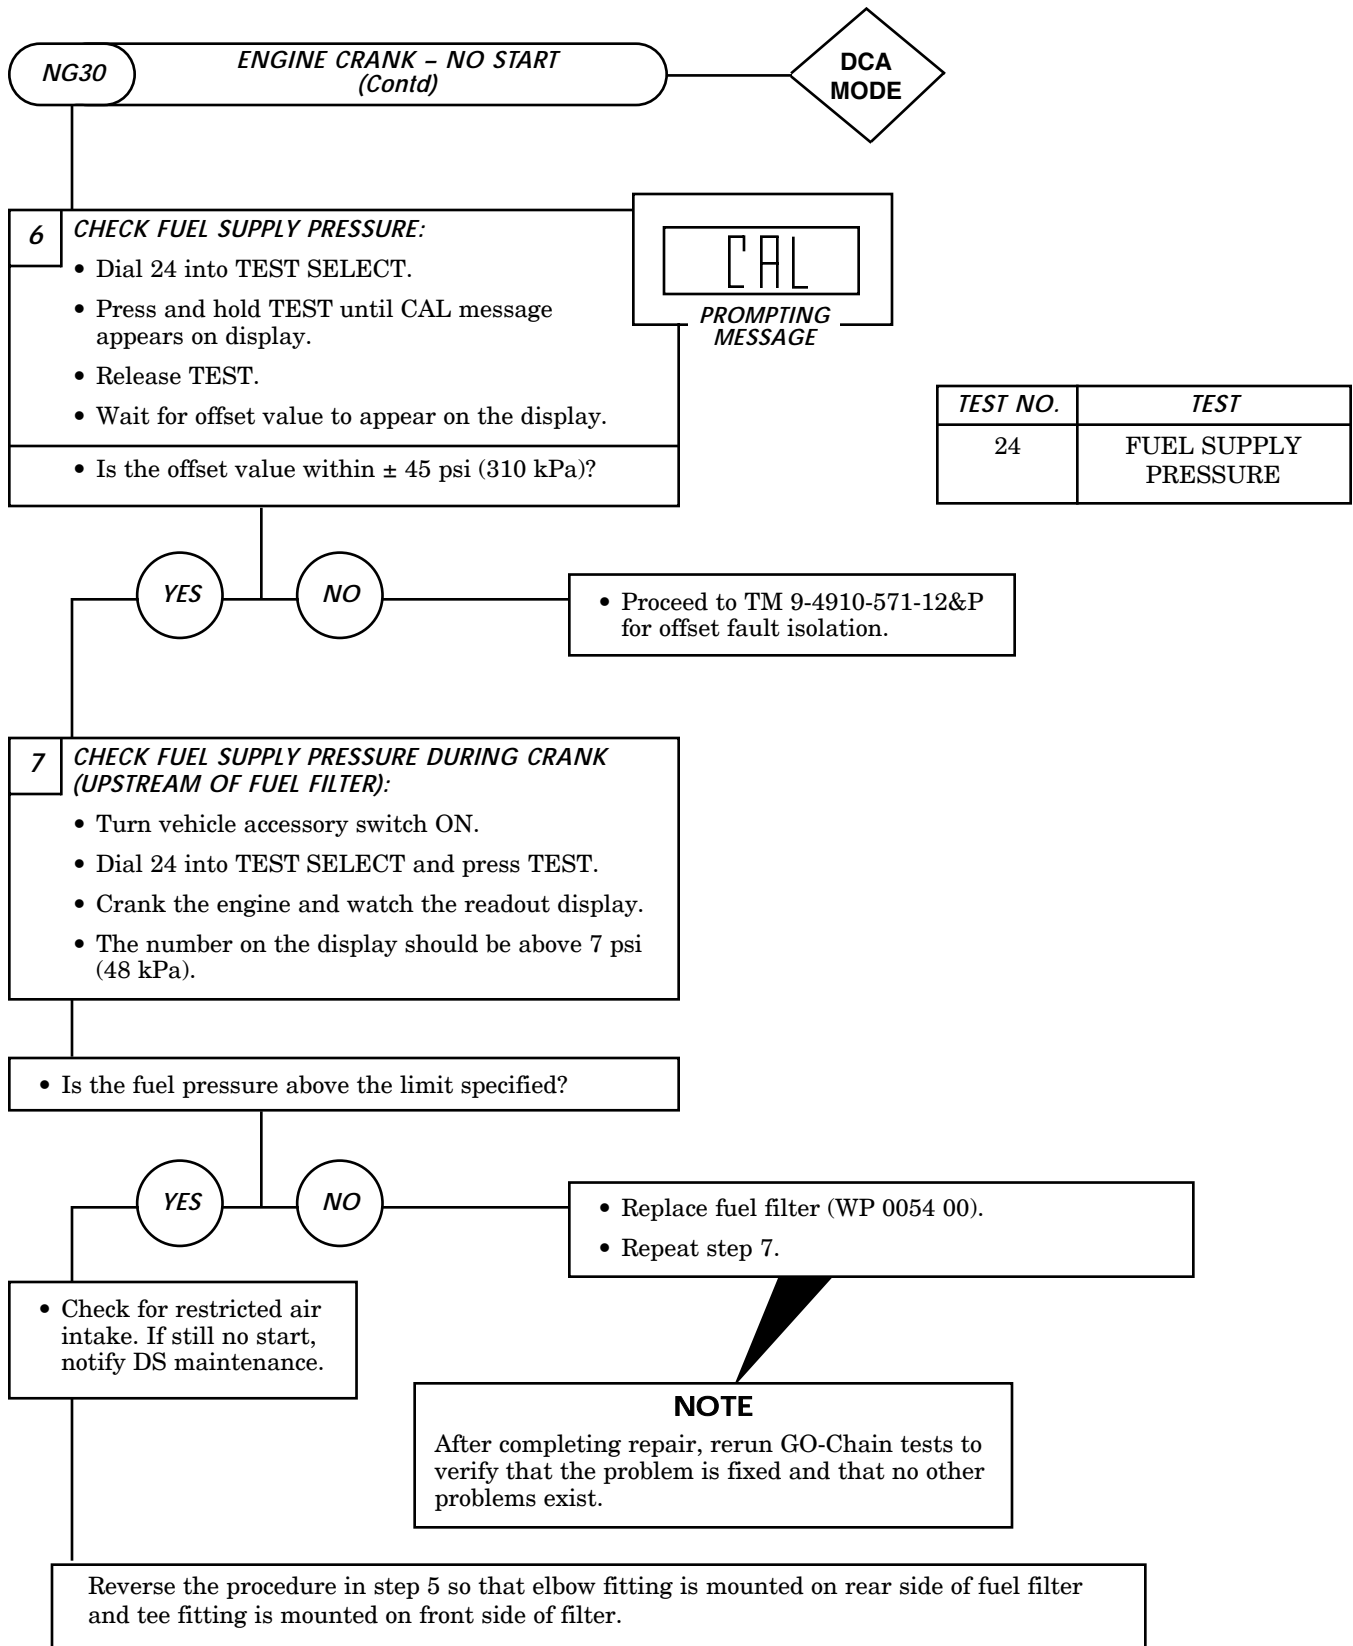 NG30
ENGINE CRANK – NO START
(Contd)
DCA
MODE
6
CHECK FUEL SUPPLY PRESSURE:
• Dial 24 into TEST SELECT.
• Press and hold TEST until CAL message
appears on display.
• Release TEST.
• Wait for offset value to appear on the display.
• Is the offset value within ± 45 psi (310 kPa)?
CAL
PROMPTING
MESSAGE
TEST NO. TEST
24 FUEL SUPPLY
PRESSURE
YES
NO
• Proceed to TM 9-4910-571-12&P
for offset fault isolation.
7
CHECK FUEL SUPPLY PRESSURE DURING CRANK
(UPSTREAM OF FUEL FILTER):
• Turn vehicle accessory switch ON.
• Dial 24 into TEST SELECT and press TEST.
• Crank the engine and watch the readout display.
• The number on the display should be above 7 psi
(48 kPa).
• Is the fuel pressure above the limit specified?
YES
NO
• Replace fuel filter (WP 0054 00).
• Repeat step 7.
• Check for restricted air
intake. If still no start,
notify DS maintenance.
NOTE
After completing repair, rerun GO-Chain tests to
verify that the problem is fixed and that no other
problems exist.
Reverse the procedure in step 5 so that elbow fitting is mounted on rear side of fuel filter
and tee fitting is mounted on front side of filter.